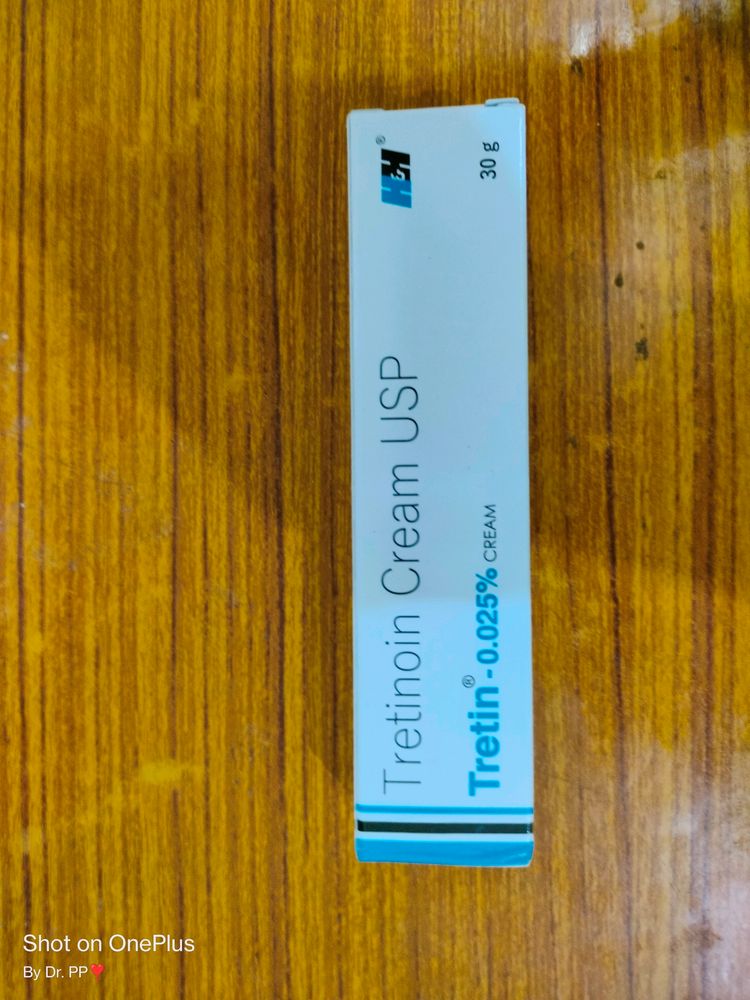 H&H®
30 g
Tretinoin Cream USP
Tretin®-0.025% CREAM
Shot on OnePlus
By Dr. PP❤️